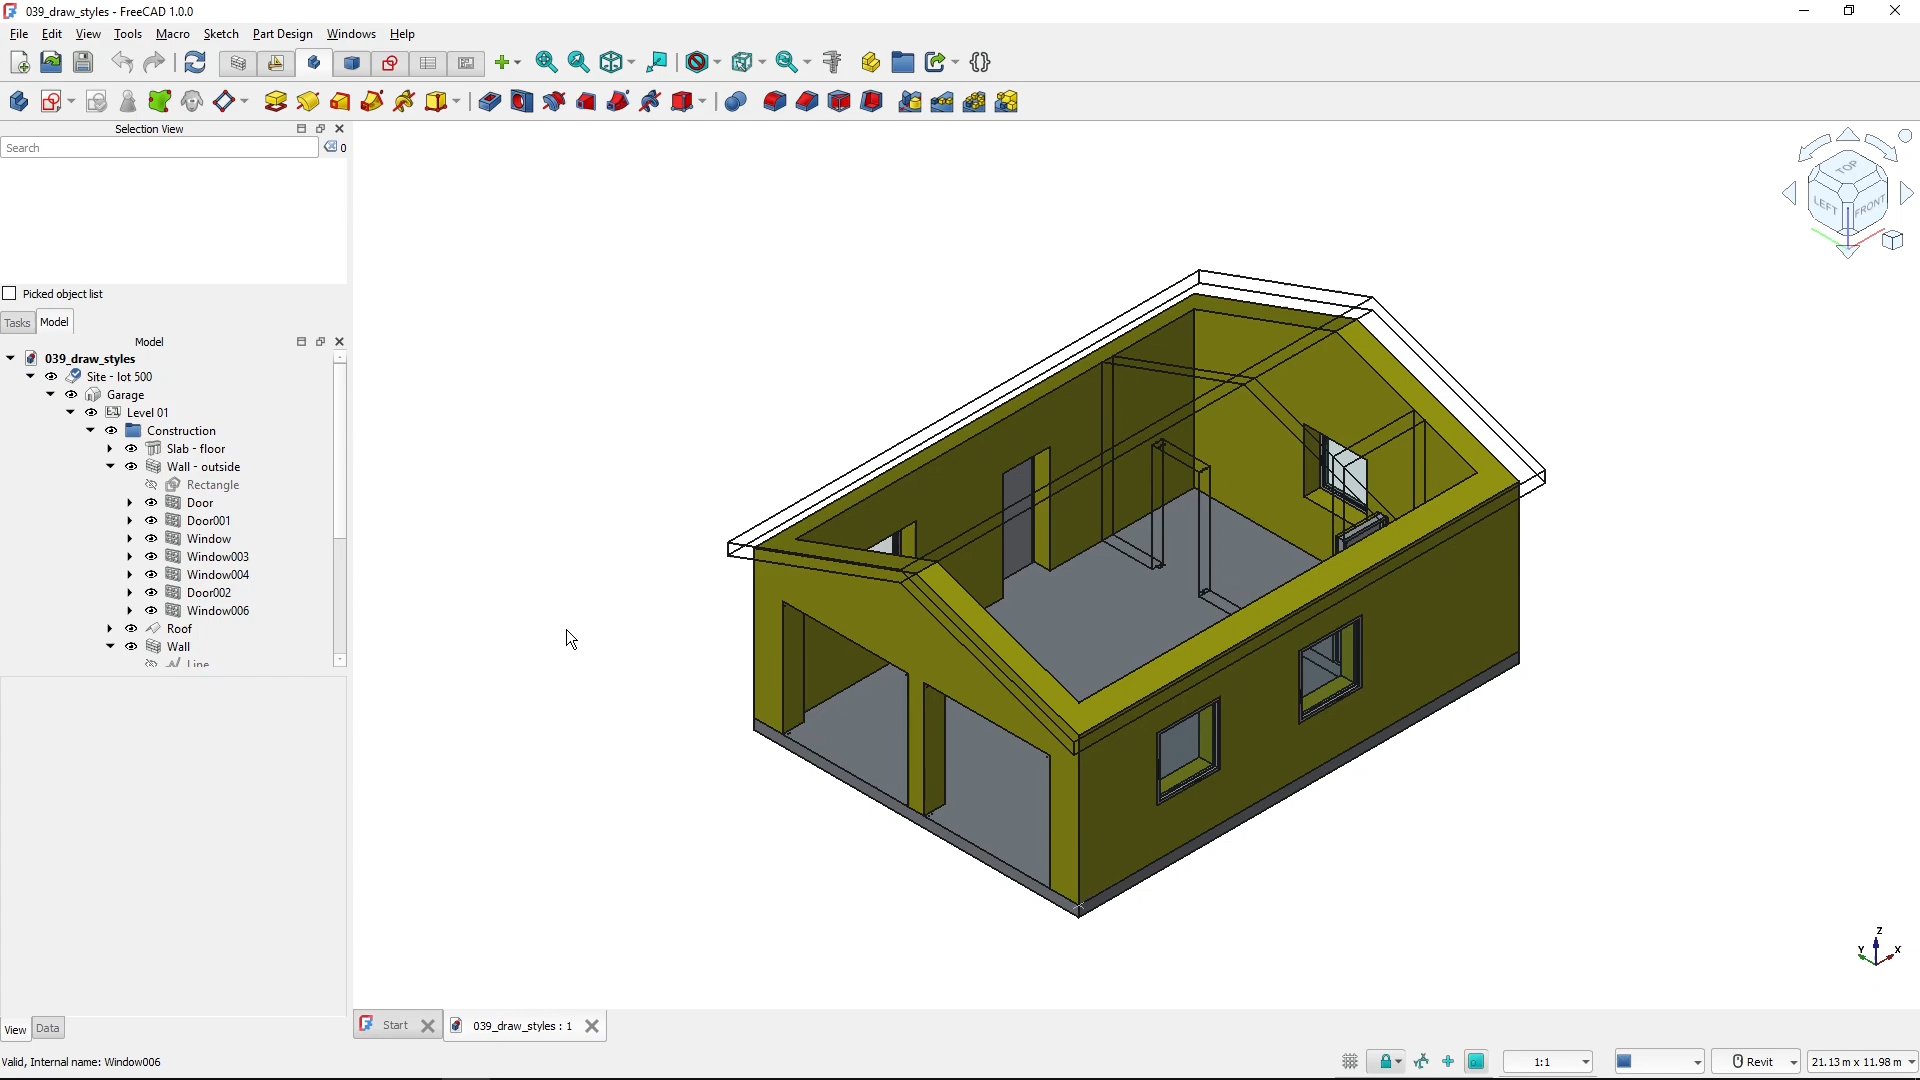 039_draw_styles - FreeCAD 1.0.0
File Edit View Tools Macro Sketch Part Design Windows Help
Selection View
Search
0
Picked object list
Tasks Model
Model
039_draw_styles
Site - lot 500
Garage
Level 01
Construction
Slab - floor
Wall - outside
Rectangle
Door
Door001
Window
Window003
Window004
Door002
Window006
Roof
Wall
Line
TOP
LEFT
FRONT
Z
Y
X
View Data
Start
039_draw_styles : 1
Valid, Internal name: Window006
1:1
Revit
21.13 m x 11.98 m